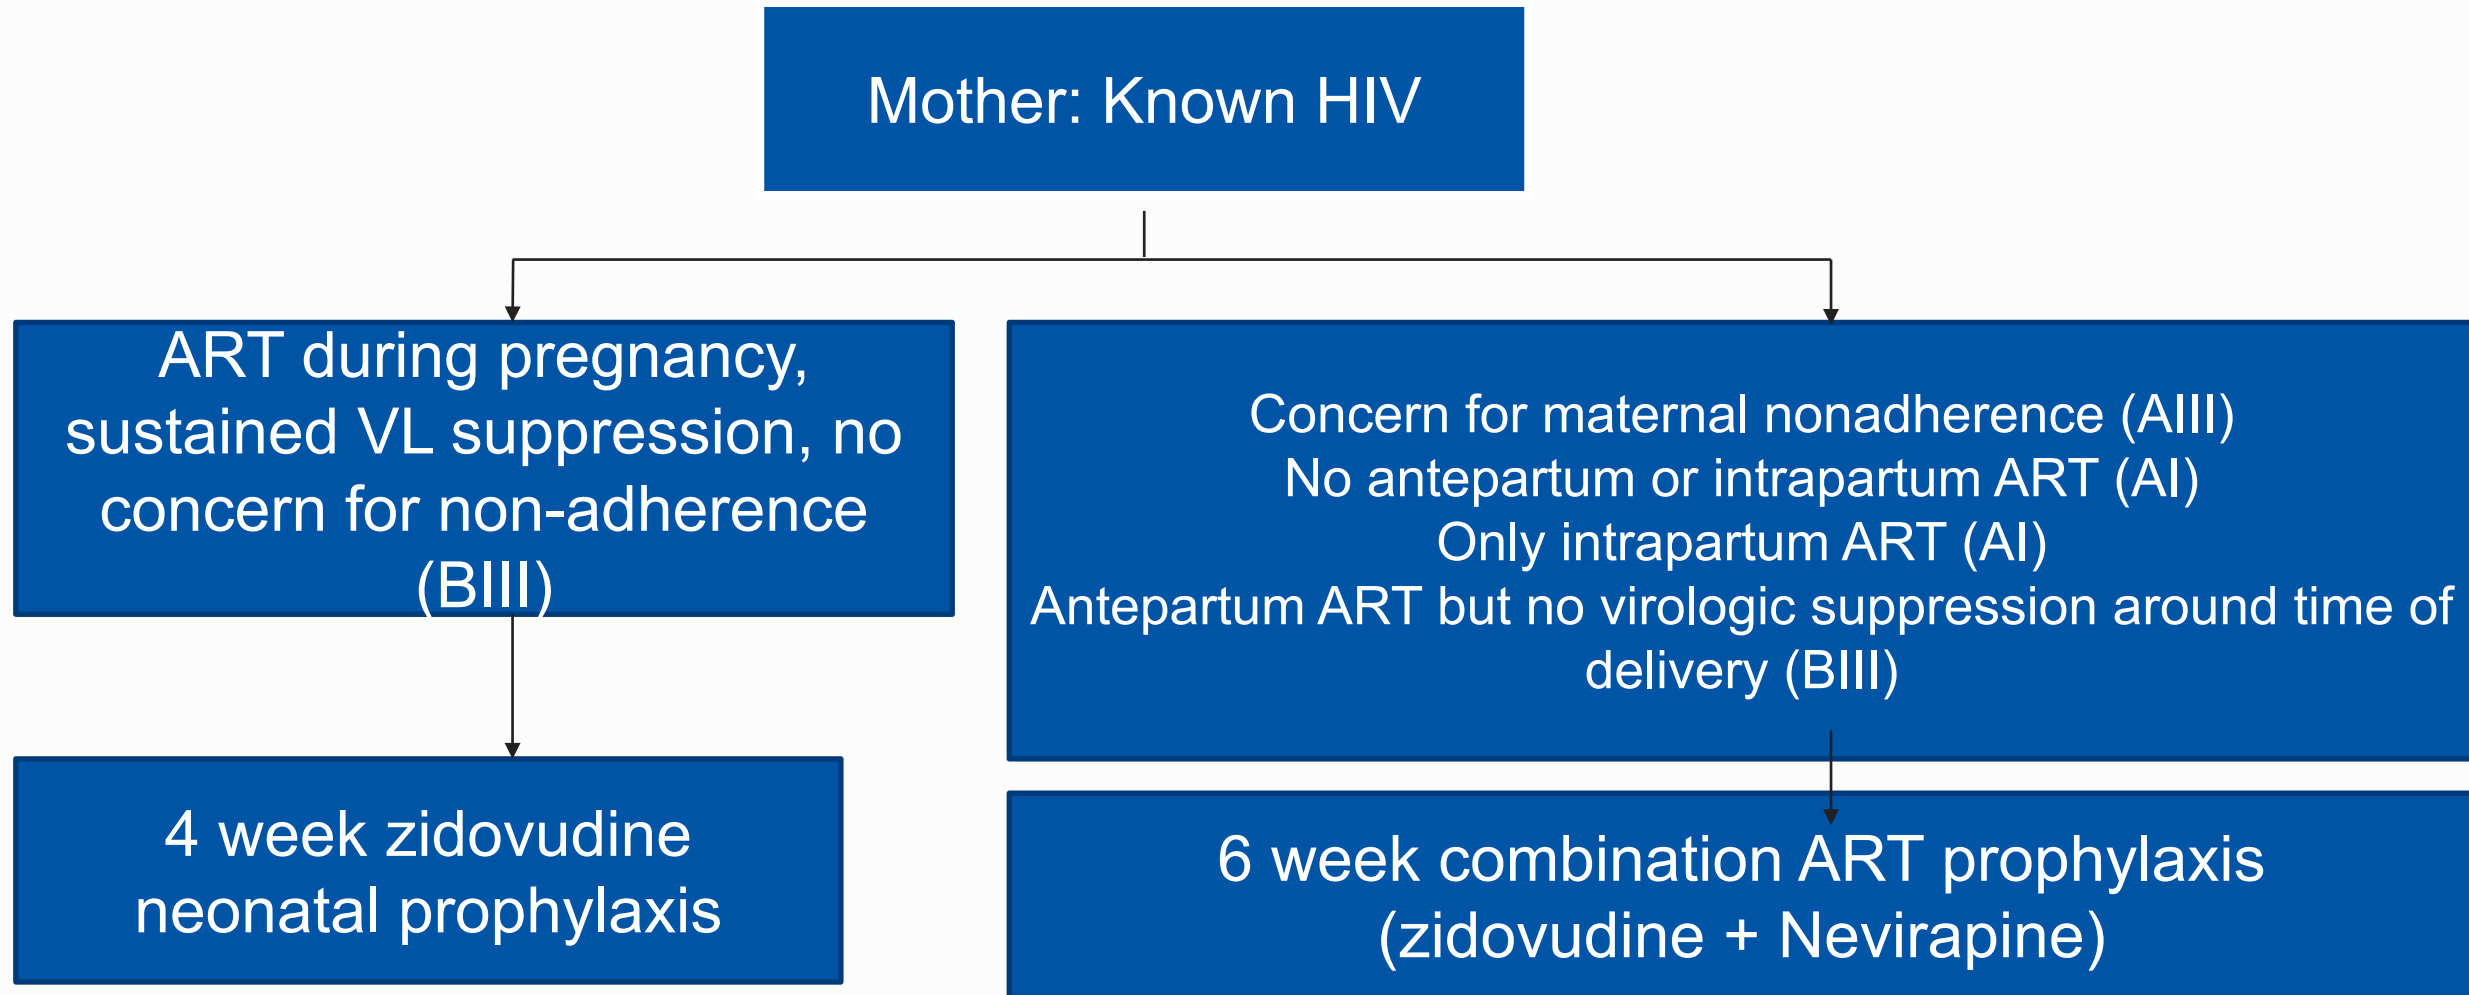 Mother: Known HIV
ART during pregnancy,
sustained VL suppression, no
concern for non-adherence
(BIII)
Concern for maternal nonadherence (AIII)
No antepartum or intrapartum ART (AI)
Only intrapartum ART (AI)
Antepartum ART but no virologic suppression around time of
delivery (BIII)
4 week zidovudine
neonatal prophylaxis
6 week combination ART prophylaxis
(zidovudine + Nevirapine)